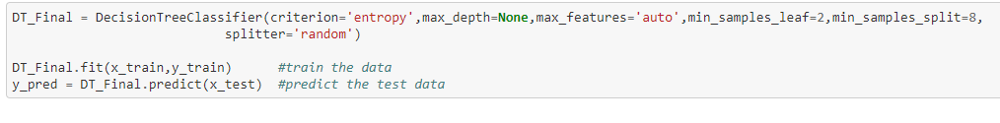 DT_Final = DecisionTreeClassifier(criterion='entropy',max_depth=None,max_features='auto',min_samples_leaf=2,min_samples_split=8,
splitter='random')
DT_Final.fit(x_train,y_train) #train the data
y_pred = DT_Final.predict(x_test) #predict the test data